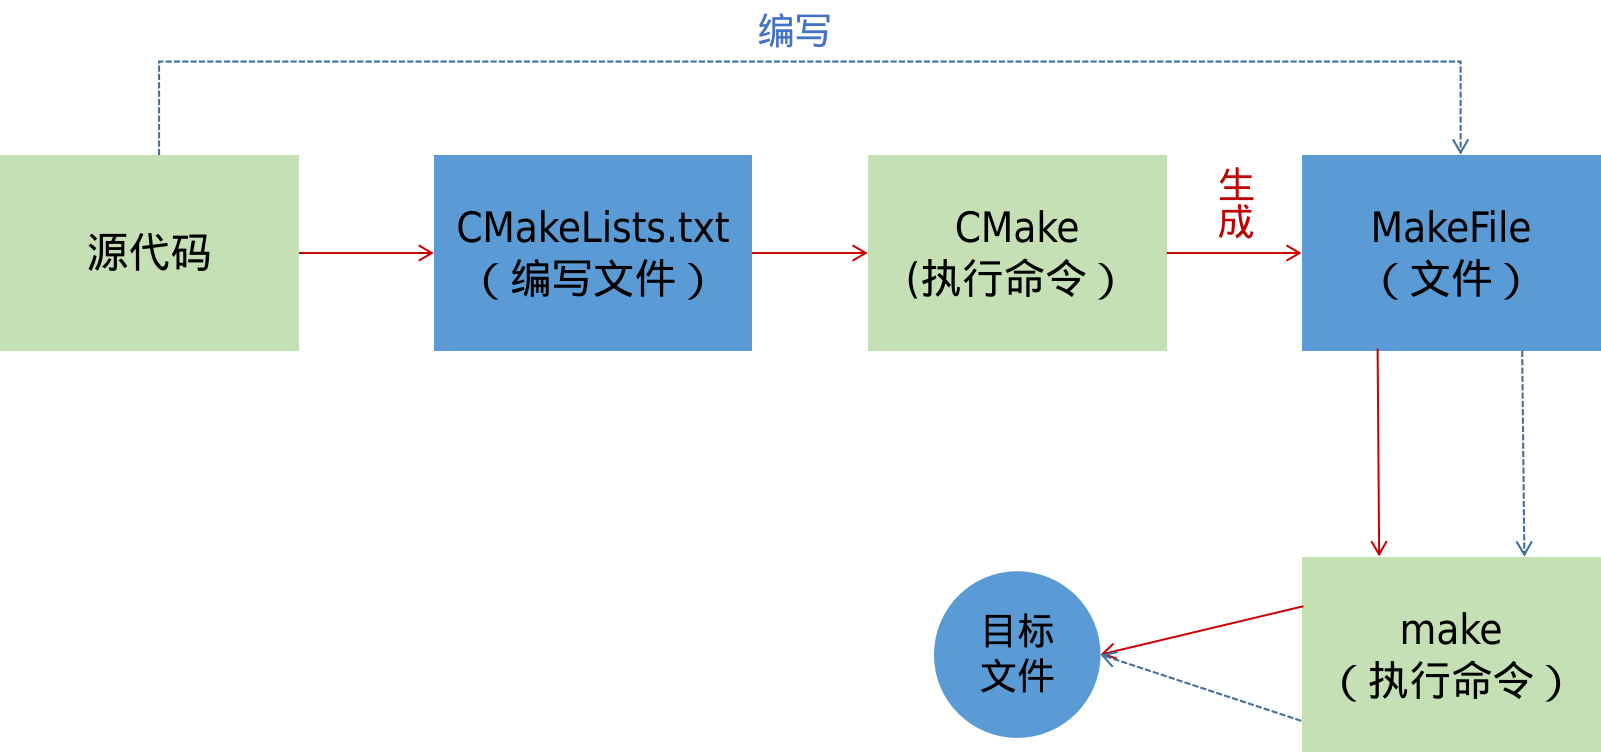 编写
源代码
CMakeLists.txt
（编写文件）
CMake
(执行命令）
生
成
MakeFile
（文件）
目标
文件
make
（执行命令）